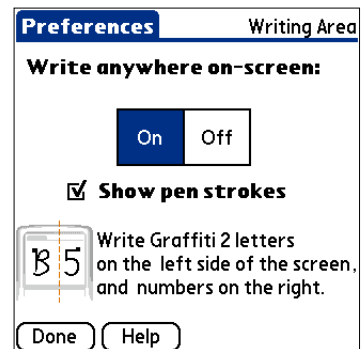 Preferences Writing Area
Write anywhere on-screen:
On Off
Show pen strokes
B 5
Write Graffiti 2 letters
on the left side of the screen,
and numbers on the right.
Done Help